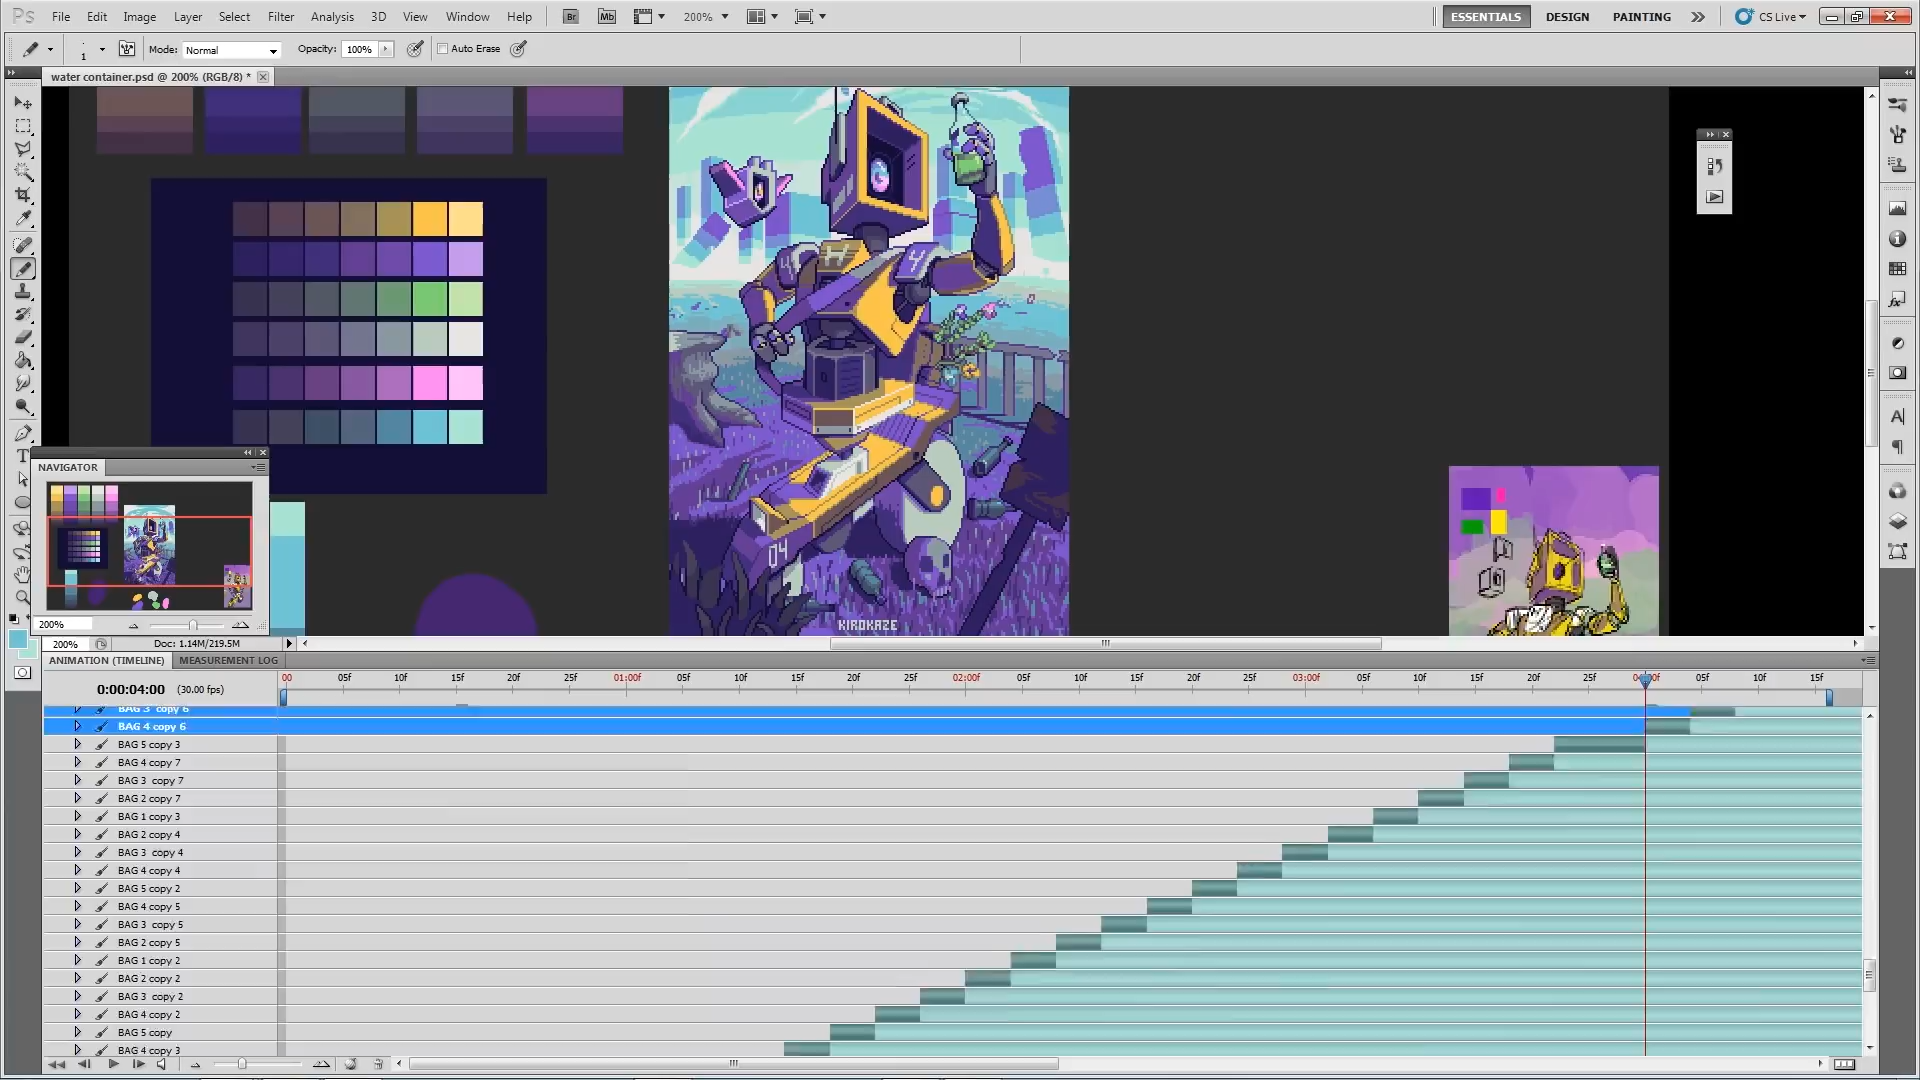 Ps File Edit Image Layer Select Filter Analysis 3D View Window Help Br Mb 200% ESSENTIALS DESIGN PAINTING CS Live
1 Mode: Normal Opacity: 100% Auto Erase
water container.psd @ 200% (RGB/8) *
H
4
4
04
KIROKAZE
NAVIGATOR
200%
200% Doc: 1.14M/219.5M
ANIMATION (TIMELINE) MEASUREMENT LOG
0:00:04:00 (30.00 fps) 00 05f 10f 15f 20f 25f 01:00f 05f 10f 15f 20f 25f 02:00f 05f 10f 15f 20f 25f 03:00f 05f 10f 15f 20f 25f 05f 10f 15f
BAG 3 copy 6
BAG 4 copy 6
BAG 5 copy 3
BAG 4 copy 7
BAG 3 copy 7
BAG 2 copy 7
BAG 1 copy 3
BAG 2 copy 4
BAG 3 copy 4
BAG 4 copy 4
BAG 5 copy 2
BAG 4 copy 5
BAG 3 copy 5
BAG 2 copy 5
BAG 1 copy 2
BAG 2 copy 2
BAG 3 copy 2
BAG 4 copy 2
BAG 5 copy
BAG 4 copy 3